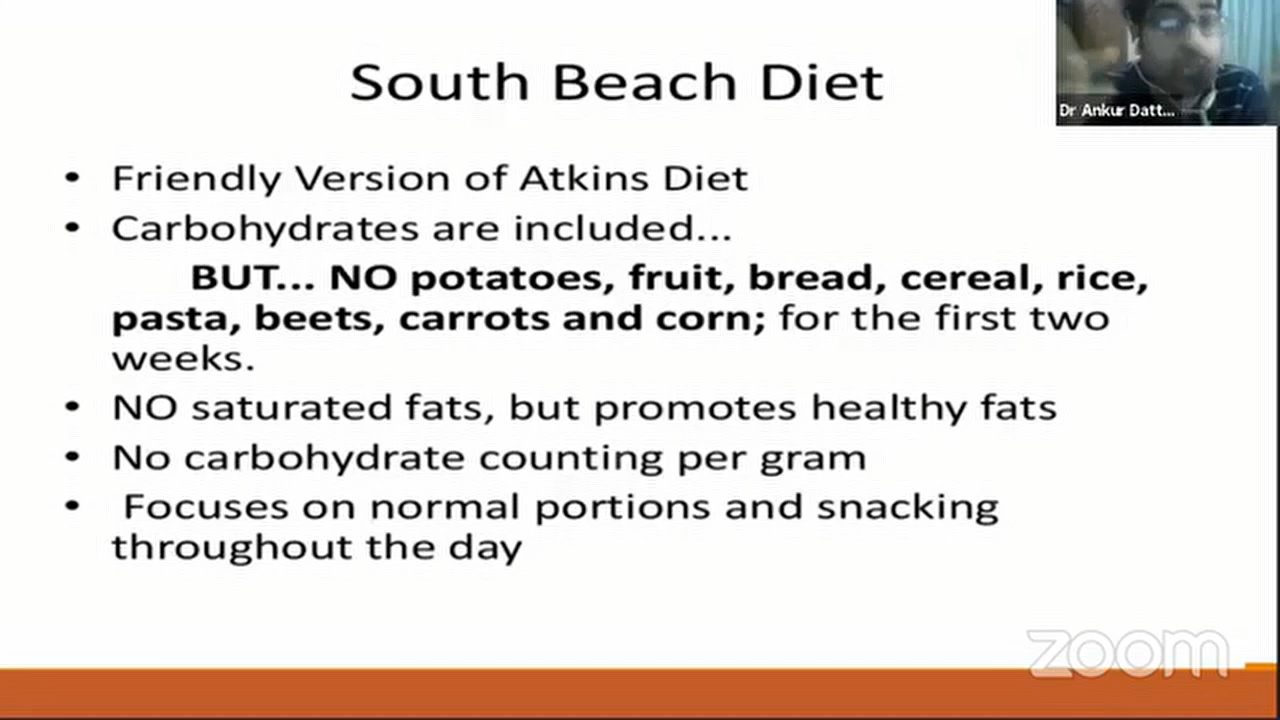 South Beach Diet
Dr Ankur Datt...
• Friendly Version of Atkins Diet
• Carbohydrates are included...
BUT... NO potatoes, fruit, bread, cereal, rice,
pasta, beets, carrots and corn; for the first two
weeks.
• NO saturated fats, but promotes healthy fats
• No carbohydrate counting per gram
• Focuses on normal portions and snacking
throughout the day
zoom